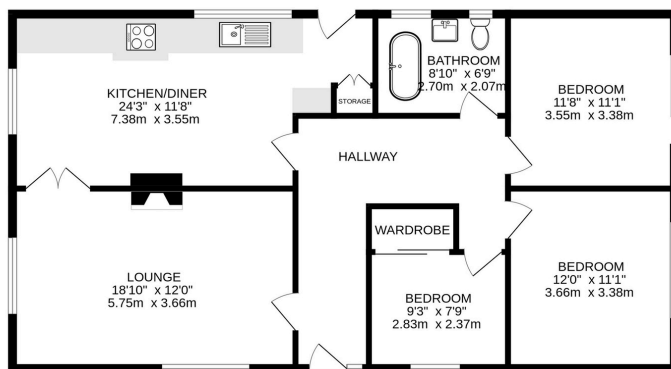 KITCHEN/DINER
24'3" x 11'8"
7.38m x 3.55m
STORAGE
BATHROOM
8'10" x 6'9"
2.70m x 2.07m
BEDROOM
11'8" x 11'1"
3.55m x 3.38m
HALLWAY
LOUNGE
18'10" x 12'0"
5.75m x 3.66m
WARDROBE
BEDROOM
9'3" x 7'9"
2.83m x 2.37m
BEDROOM
12'0" x 11'1"
3.66m x 3.38m